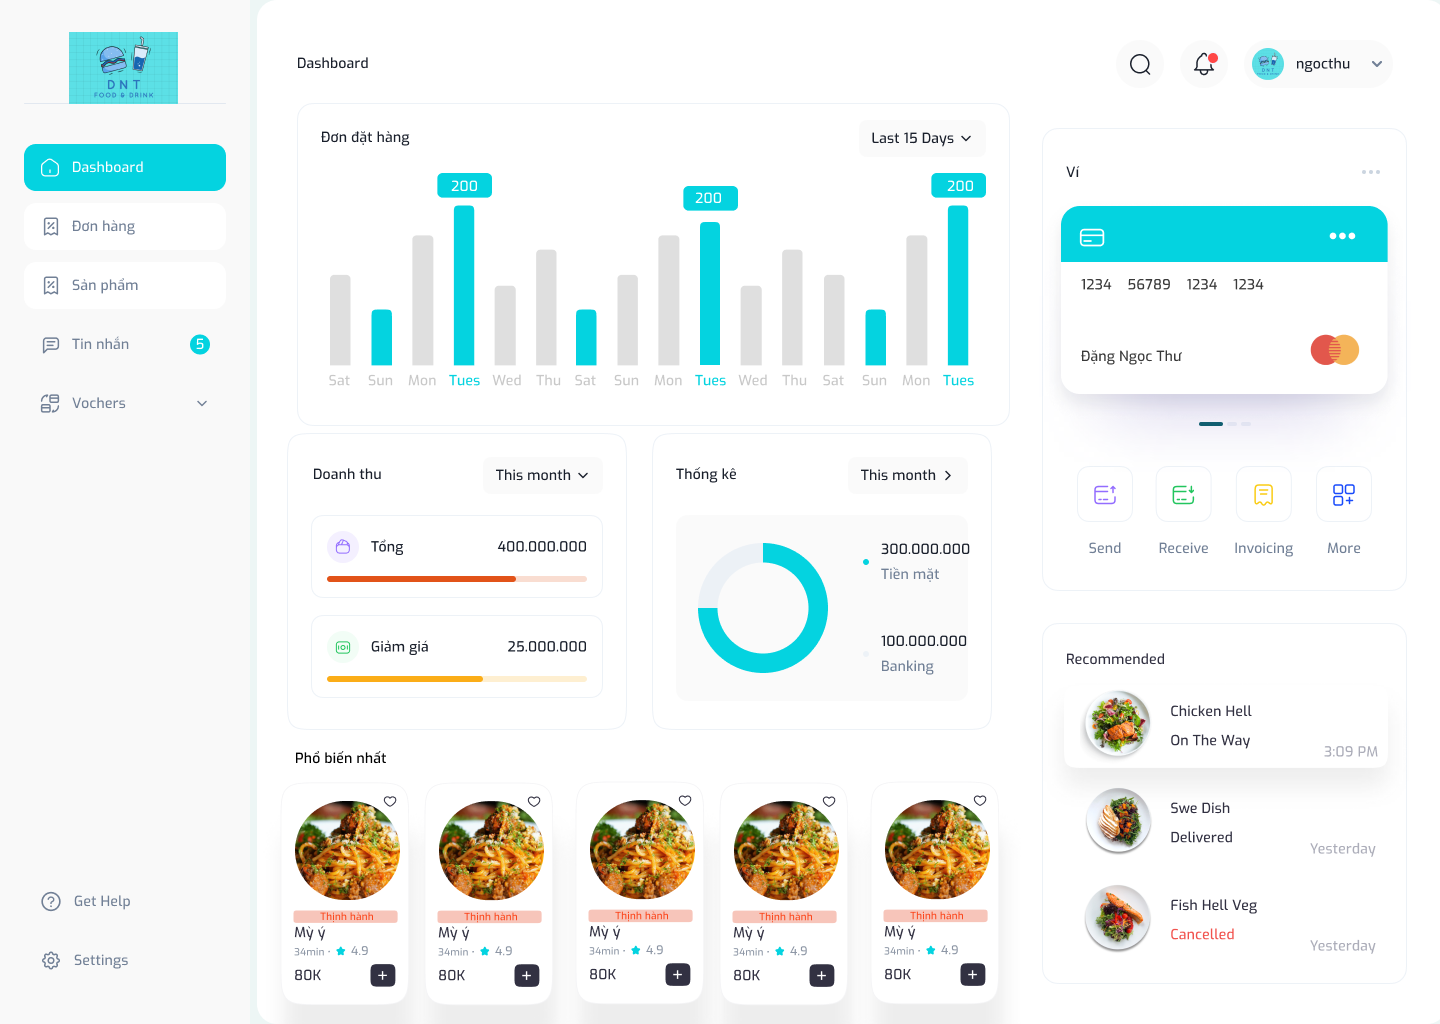 DNT
FOOD & DRINK
Dashboard
Đơn hàng
Sản phẩm
Tin nhắn 5
Vochers
Get Help
Settings
Dashboard
ngocthu
Đơn đặt hàng
Last 15 Days
200 200 200
Sat Sun Mon Tues Wed Thu Sat Sun Mon Tues Wed Thu Sat Sun Mon Tues
Doanh thu
This month
Tổng 400.000.000
Giảm giá 25.000.000
Thống kê
This month
300.000.000
Tiền mặt
100.000.000
Banking
Phổ biến nhất
Thịnh hành
Mỳ ý
34min · 4.9
80K
Thịnh hành
Mỳ ý
34min · 4.9
80K
Thịnh hành
Mỳ ý
34min · 4.9
80K
Thịnh hành
Mỳ ý
34min · 4.9
80K
Thịnh hành
Mỳ ý
34min · 4.9
80K
Ví
1234 56789 1234 1234
Đặng Ngọc Thư
Send Receive Invoicing More
Recommended
Chicken Hell
On The Way
3:09 PM
Swe Dish
Delivered
Yesterday
Fish Hell Veg
Cancelled
Yesterday